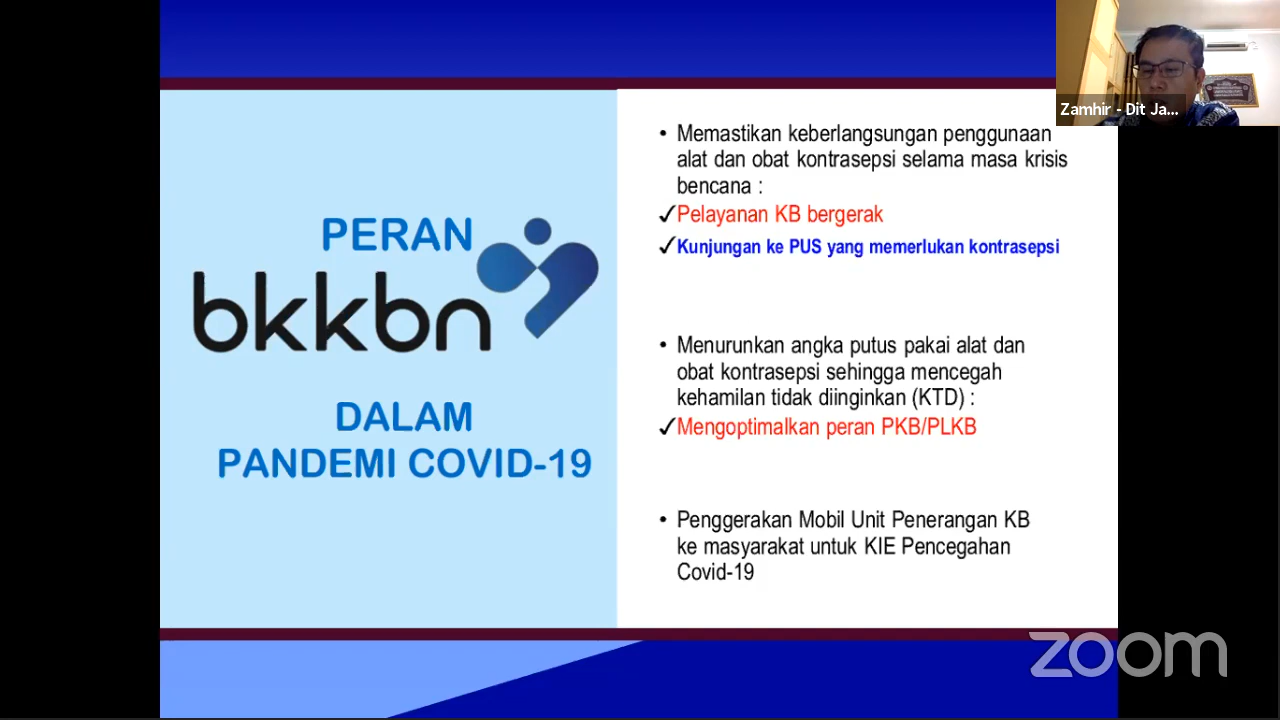 Zamhir - Dit Ja...
PERAN
bkkbn
DALAM
PANDEMI COVID-19
• Memastikan keberlangsungan penggunaan
alat dan obat kontrasepsi selama masa krisis
bencana :
✓Pelayanan KB bergerak
✓Kunjungan ke PUS yang memerlukan kontrasepsi
• Menurunkan angka putus pakai alat dan
obat kontrasepsi sehingga mencegah
kehamilan tidak diinginkan (KTD) :
✓Mengoptimalkan peran PKB/PLKB
• Penggerakan Mobil Unit Penerangan KB
ke masyarakat untuk KIE Pencegahan
Covid-19
zoom